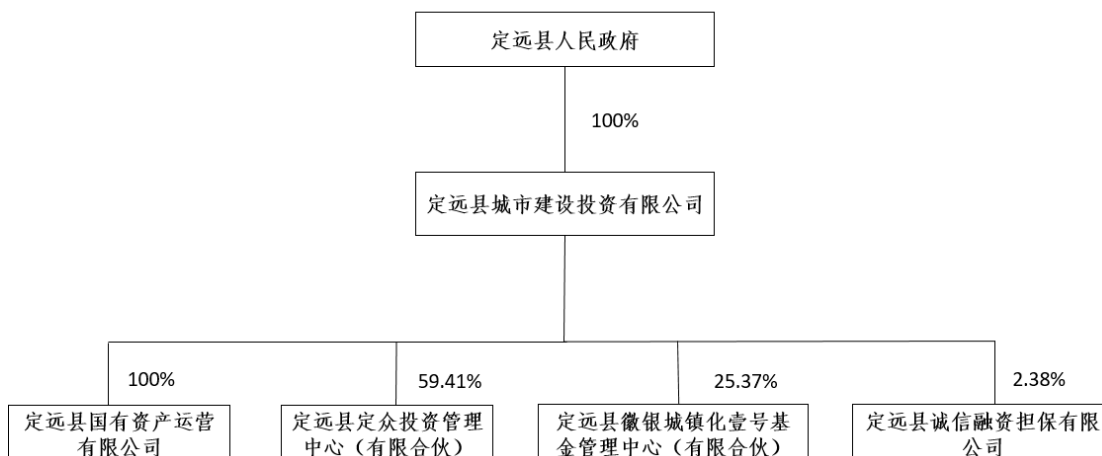 定远县人民政府
100%
定远县城市建设投资有限公司
100%
59.41%
25.37%
2.38%
定远县国有资产运营
有限公司
定远县定众投资管理
中心（有限合伙）
定远县徽银城镇化壹号基
金管理中心（有限合伙）
定远县诚信融资担保有限
公司